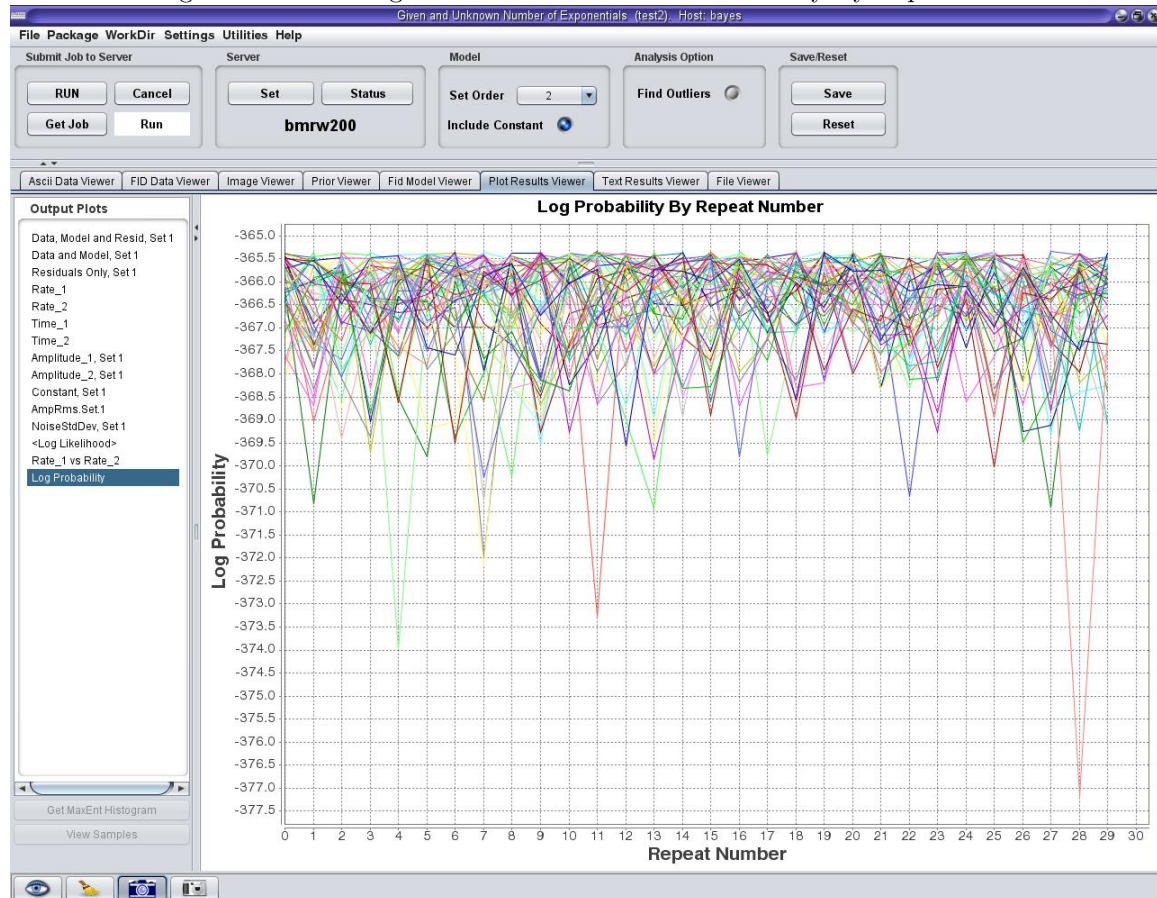 Given and Unknown Number of Exponentials (test2), Host: bayes
File Package WorkDir Settings Utilities Help
Submit Job to Server
Server
Model
Analysis Option
Save/Reset
RUN Cancel
Set Status
Set Order 2
Find Outliers
Save
Get Job Run
bmrw200
Include Constant
Reset
Ascii Data Viewer FID Data Viewer Image Viewer Prior Viewer Fid Model Viewer Plot Results Viewer Text Results Viewer File Viewer
Output Plots
Data, Model and Resid, Set 1
Data and Model, Set 1
Residuals Only, Set 1
Rate_1
Rate_2
Time_1
Time_2
Amplitude_1, Set 1
Amplitude_2, Set 1
Constant, Set 1
AmpRms.Set.1
NoiseStdDev, Set 1
<Log Likelihood>
Rate_1 vs Rate_2
Log Probability
Get MaxEnt Histogram
View Samples
Log Probability By Repeat Number
Log Probability
-365.0
-365.5
-366.0
-366.5
-367.0
-367.5
-368.0
-368.5
-369.0
-369.5
-370.0
-370.5
-371.0
-371.5
-372.0
-372.5
-373.0
-373.5
-374.0
-374.5
-375.0
-375.5
-376.0
-376.5
-377.0
-377.5
0 1 2 3 4 5 6 7 8 9 10 11 12 13 14 15 16 17 18 19 20 21 22 23 24 25 26 27 28 29 30
Repeat Number